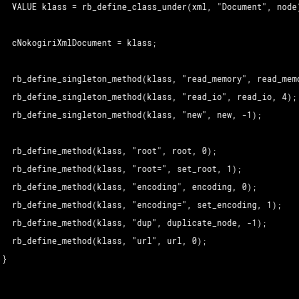 VALUE klass = rb_define_class_under(xml, "Document", node)
cNokogiriXmlDocument = klass;
rb_define_singleton_method(klass, "read_memory", read_memo
rb_define_singleton_method(klass, "read_io", read_io, 4);
rb_define_singleton_method(klass, "new", new, -1);
rb_define_method(klass, "root", root, 0);
rb_define_method(klass, "root=", set_root, 1);
rb_define_method(klass, "encoding", encoding, 0);
rb_define_method(klass, "encoding=", set_encoding, 1);
rb_define_method(klass, "dup", duplicate_node, -1);
rb_define_method(klass, "url", url, 0);
}